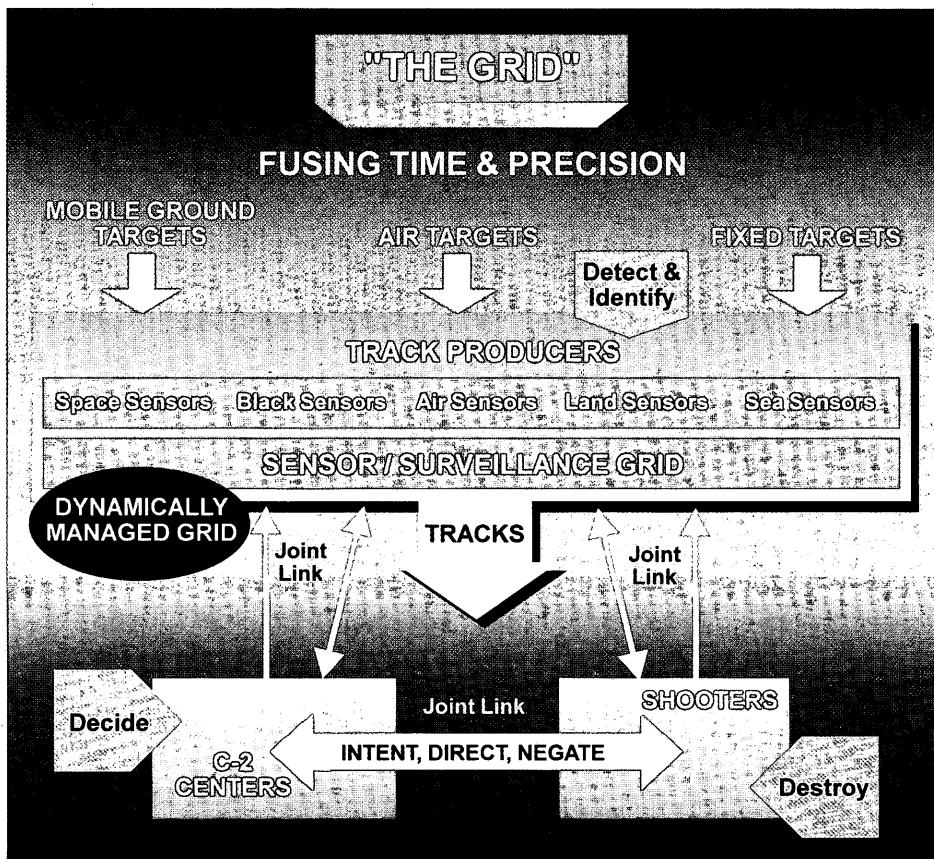 "THE GRID"
FUSING TIME & PRECISION
MOBILE GROUND
TARGETS
AIR TARGETS
FIXED TARGETS
Detect &
Identify
TRACK PRODUCERS
Space Sensors
Black Sensors
Air Sensors
Land Sensors
Sea Sensors
SENSOR / SURVEILLANCE GRID
DYNAMICALLY
MANAGED GRID
TRACKS
Joint
Link
Joint
Link
Decide
Joint Link
SHOOTERS
INTENT, DIRECT, NEGATE
C-2
CENTERS
Destroy